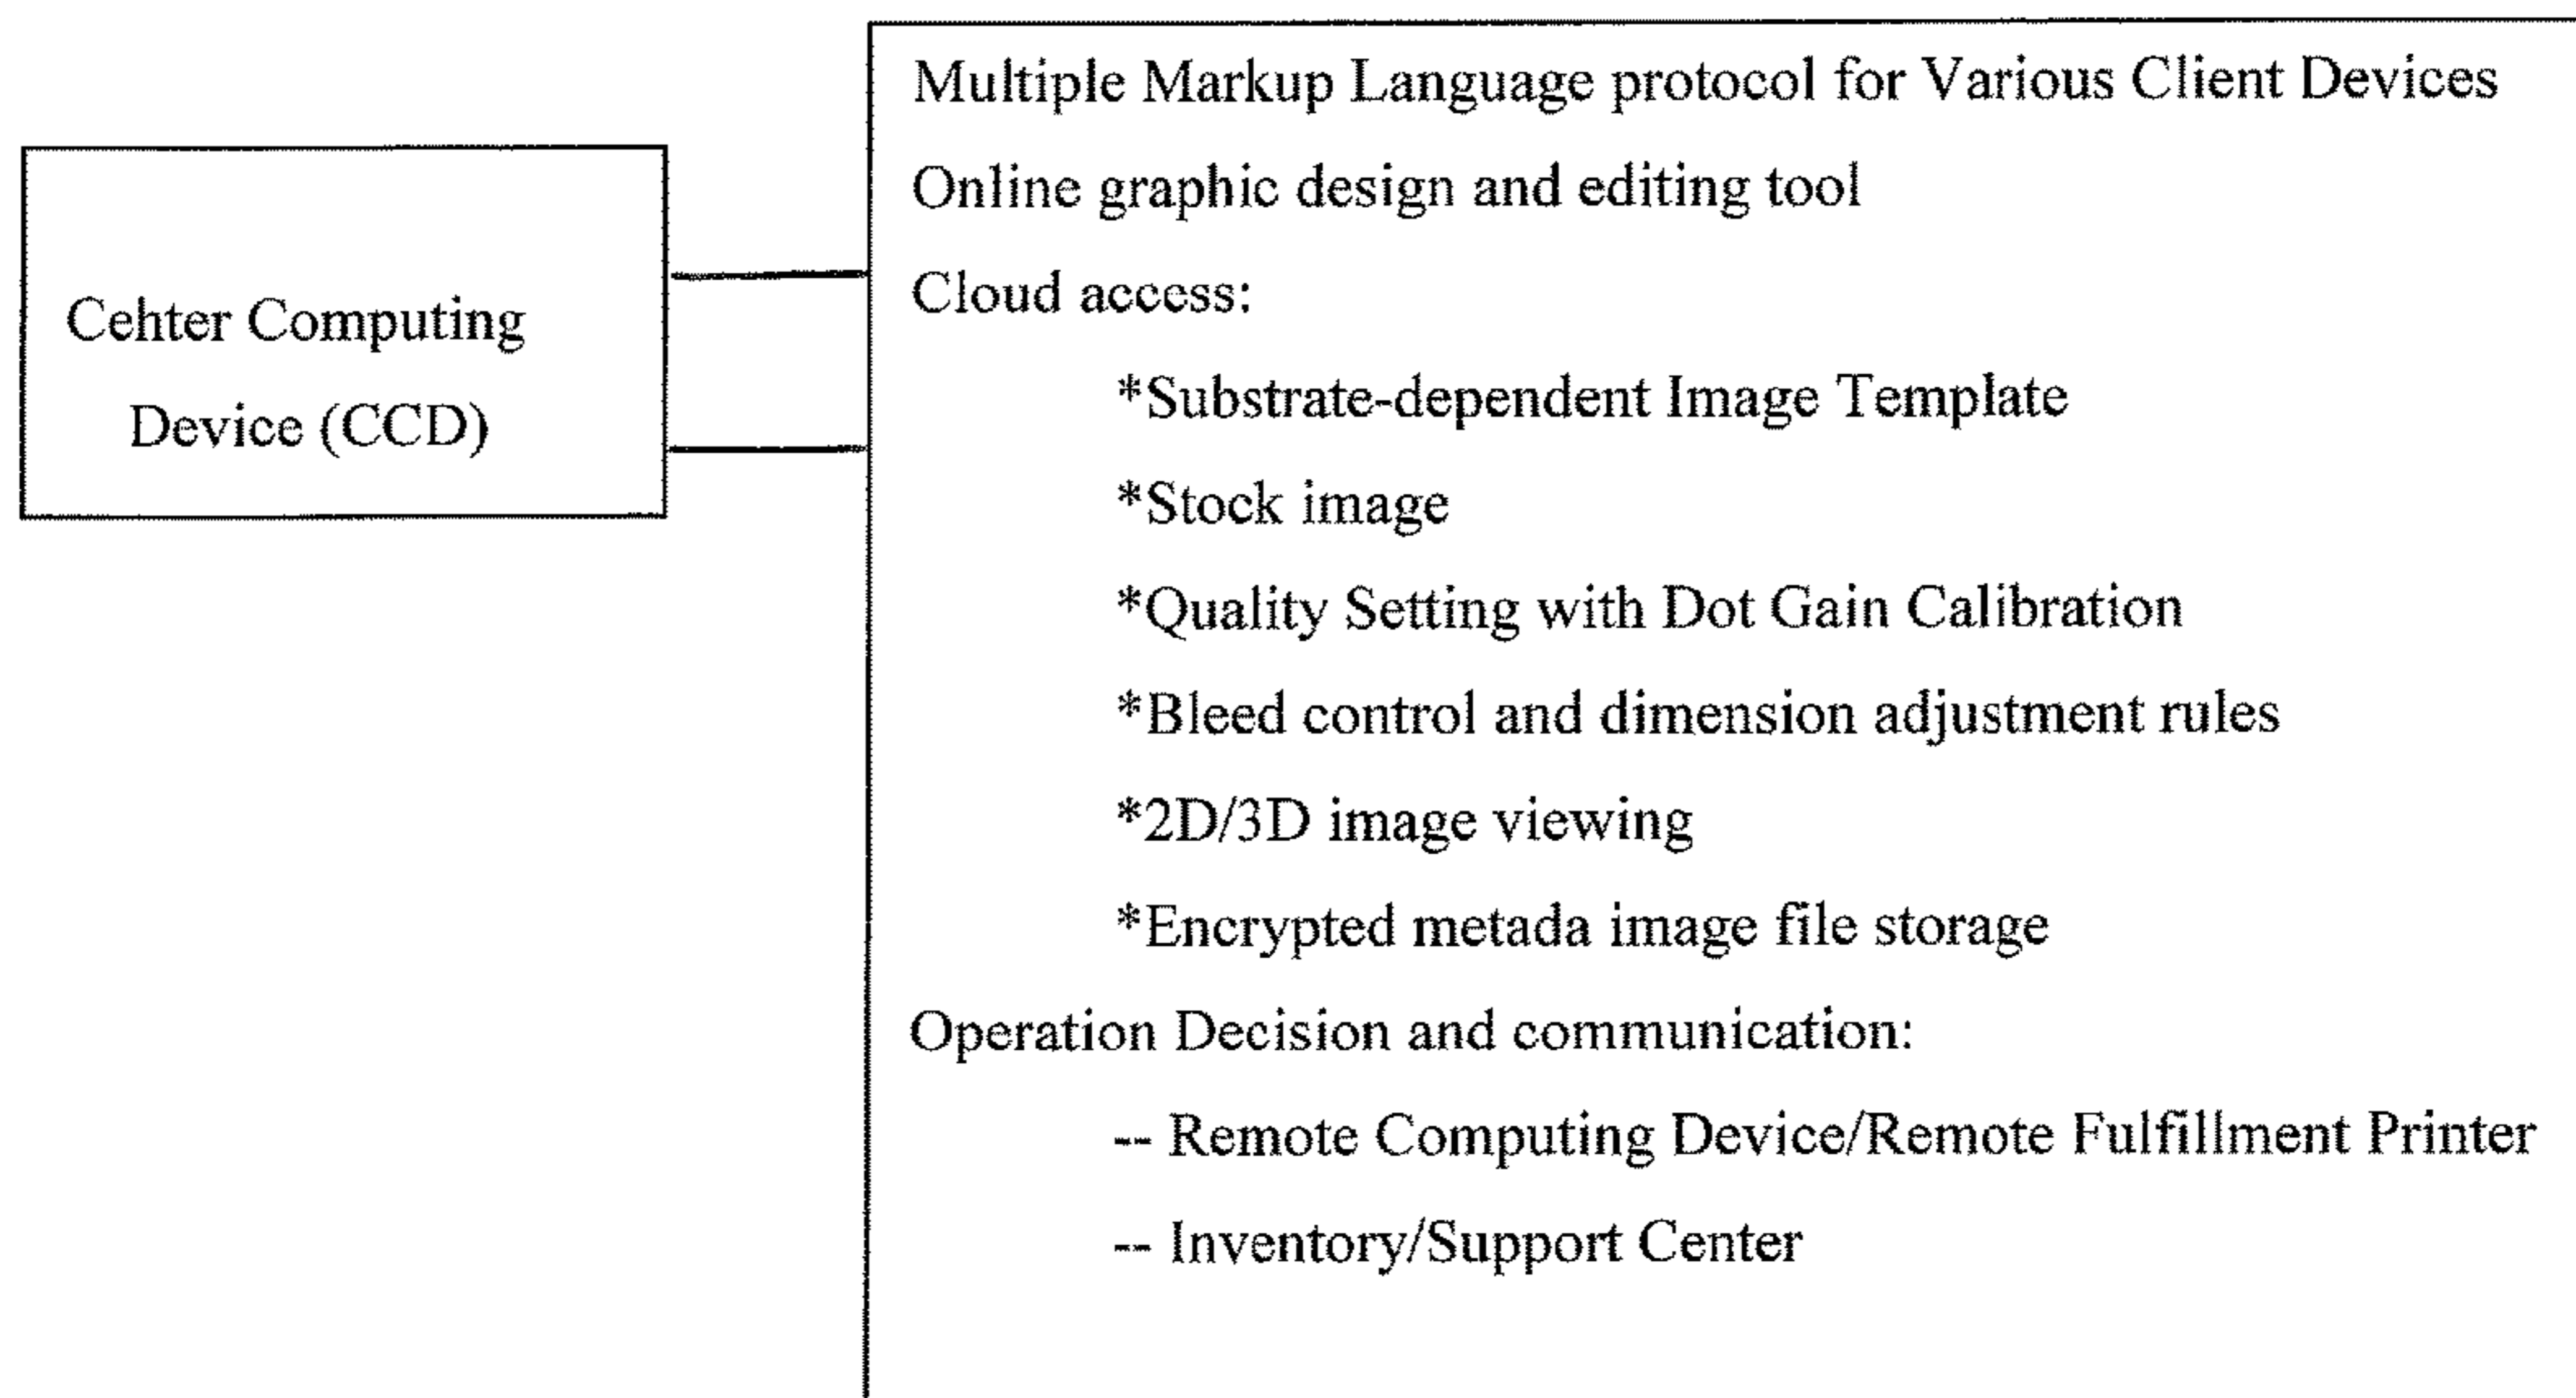 Cehter Computing
Device (CCD)
Multiple Markup Language protocol for Various Client Devices
Online graphic design and editing tool
Cloud access:
*Substrate-dependent Image Template
*Stock image
*Quality Setting with Dot Gain Calibration
*Bleed control and dimension adjustment rules
*2D/3D image viewing
*Encrypted metada image file storage
Operation Decision and communication:
-- Remote Computing Device/Remote Fulfillment Printer
-- Inventory/Support Center